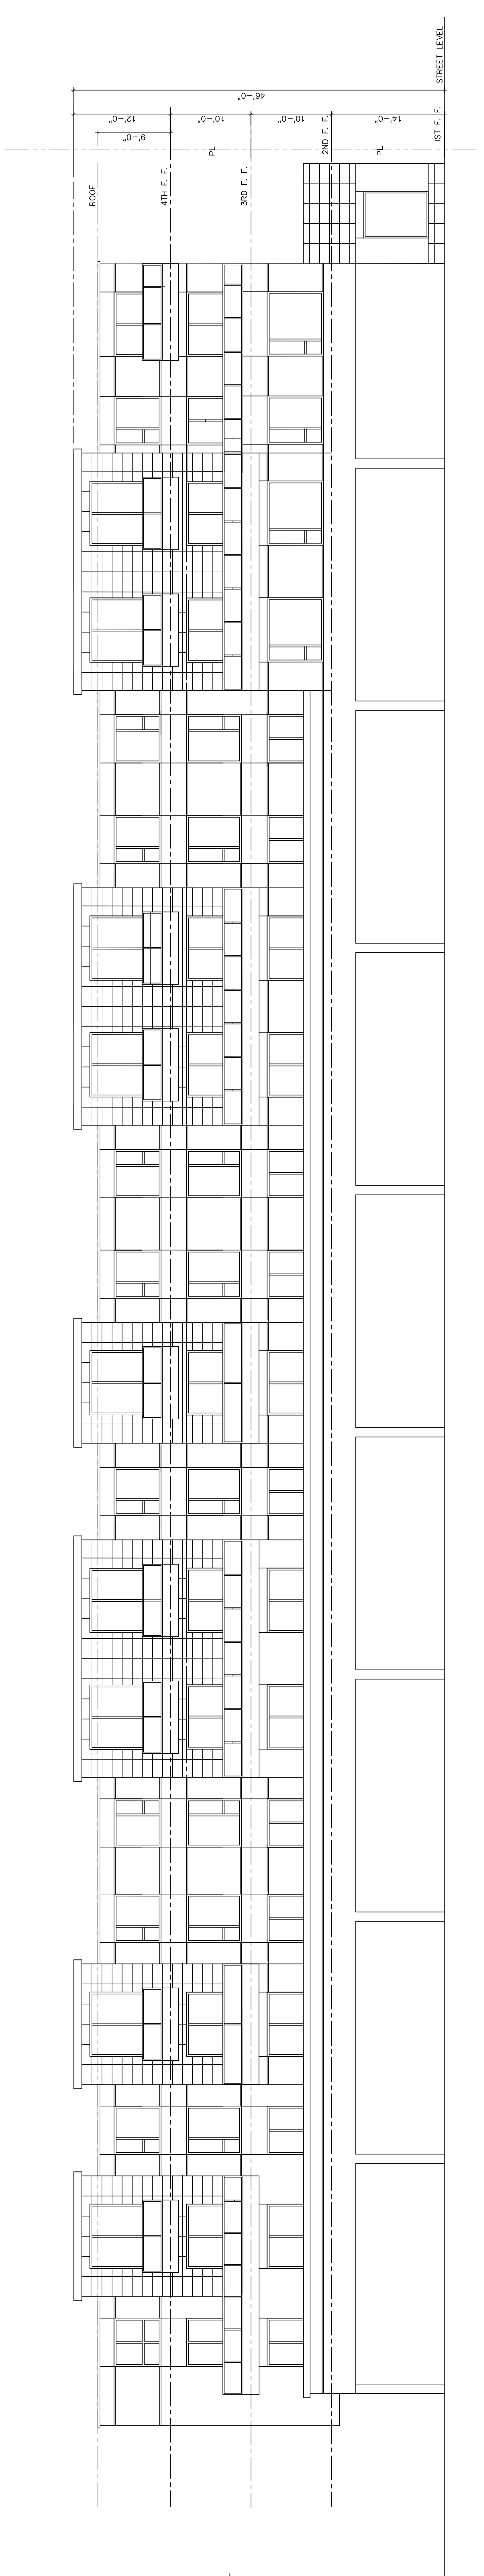 STREET LEVEL
46'-0"
12'-0"
10'-0"
10'-0"
14'-0"
9'-0"
PL
PL
ROOF
4TH F. F.
3RD F. F.
2ND F. F.
1ST F. F.